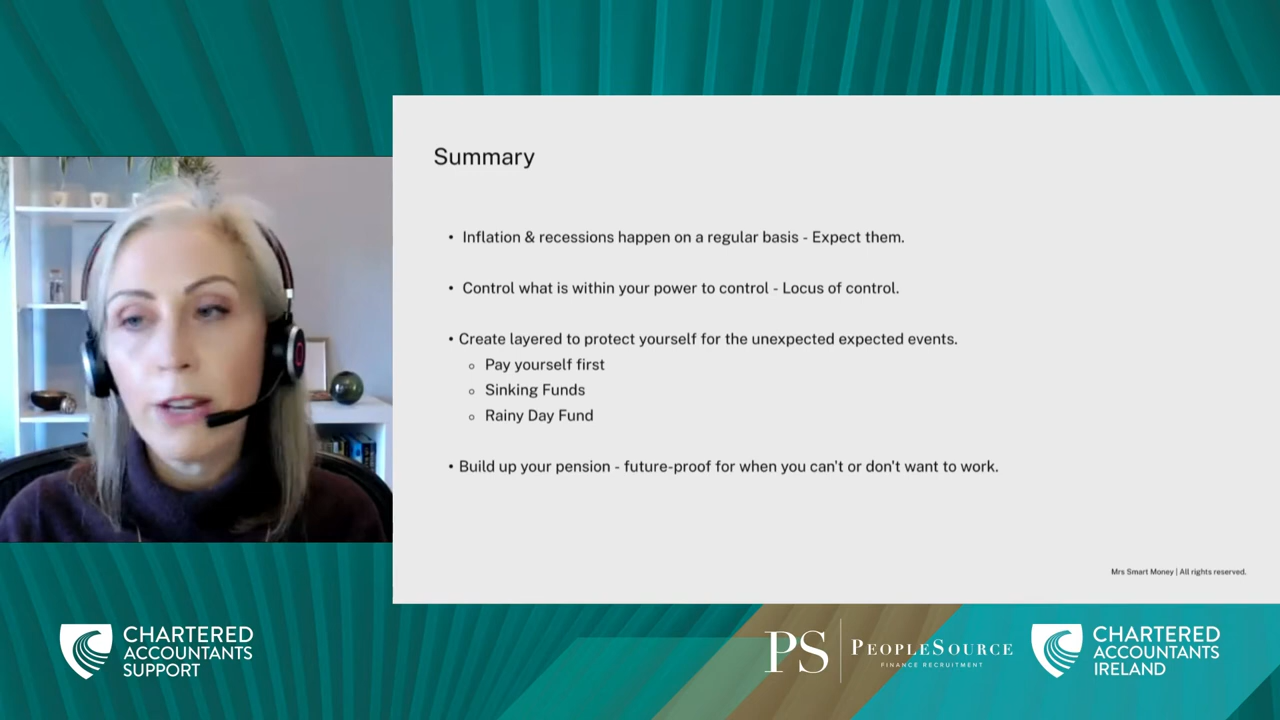 Summary
• Inflation & recessions happen on a regular basis - Expect them.
• Control what is within your power to control - Locus of control.
• Create layered to protect yourself for the unexpected expected events.
◦ Pay yourself first
◦ Sinking Funds
◦ Rainy Day Fund
• Build up your pension - future-proof for when you can't or don't want to work.
Mrs Smart Money | All rights reserved.
CHARTERED
ACCOUNTANTS
SUPPORT
PS
PEOPLESOURCE
FINANCE RECRUITMENT
CHARTERED
ACCOUNTANTS
IRELAND